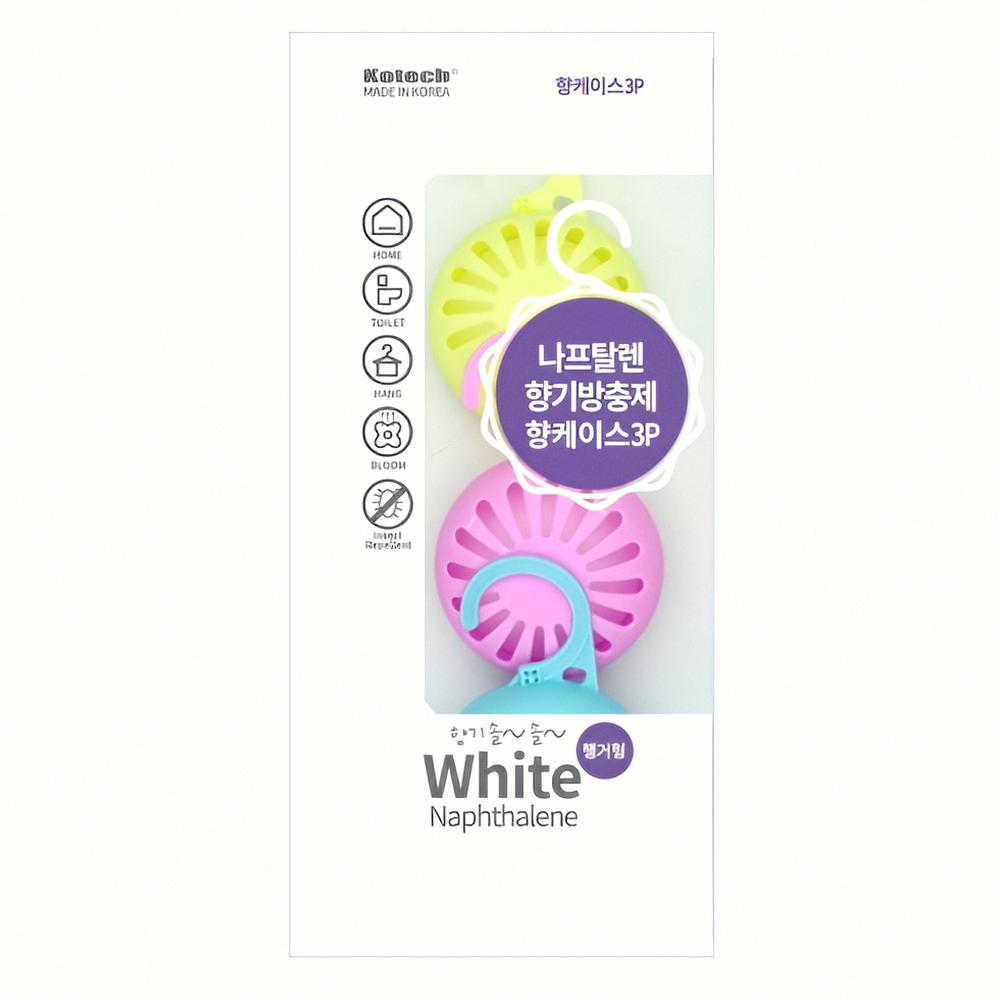 Kotech
MADE IN KOREA
향케이스3P
HOME
TOILET
HANG
BLOOM
Insect
Repellent
나프탈렌
향기방충제
향케이스3P
향기 솔~ 솔~
행거형
White
Naphthalene